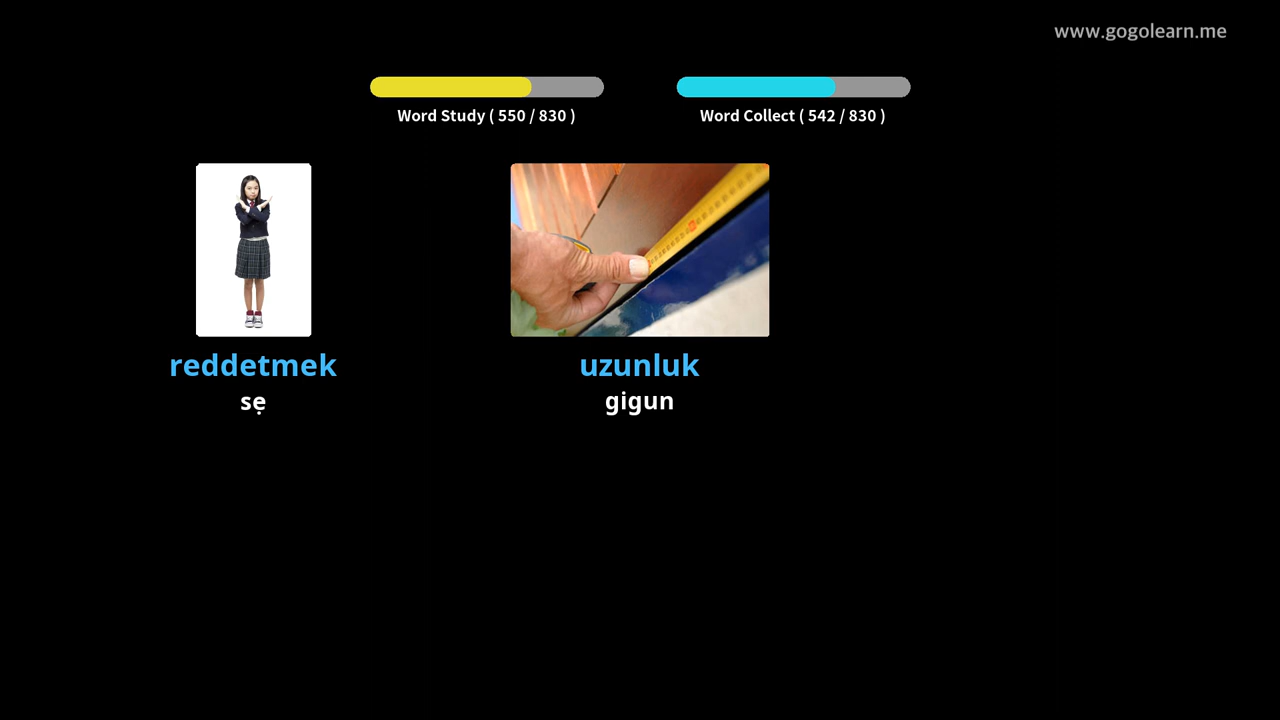 www.gogolearn.me
Word Study ( 550 / 830 )
Word Collect ( 542 / 830 )
reddetmek
sẹ
uzunluk
gigun